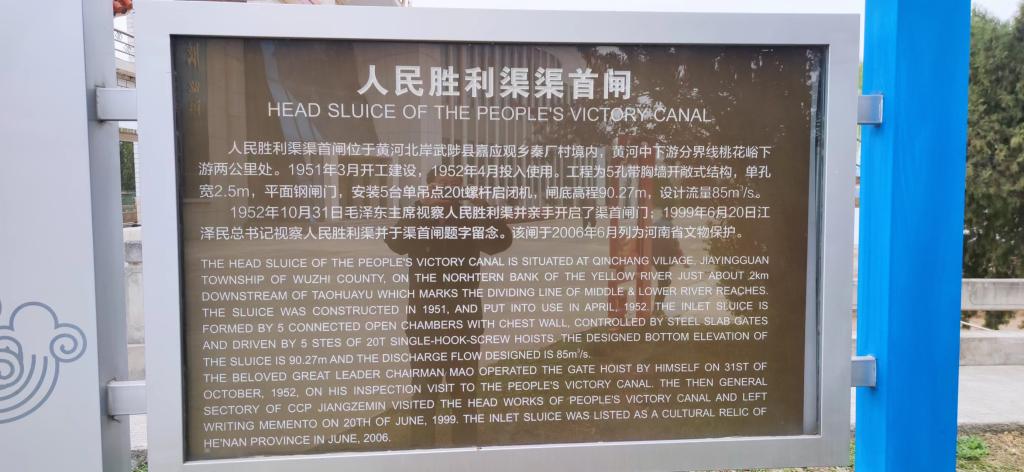 人民胜利渠渠首闸
HEAD SLUICE OF THE PEOPLE'S VICTORY CANAL
人民胜利渠渠首闸位于黄河北岸武陟县嘉应观乡秦厂村境内，黄河中下游分界线桃花峪下
游两公里处。1951年3月开工建设，1952年4月投入使用。工程为5孔带胸墙开敞式结构，单孔
宽2.5m，平面钢闸门，安装5台单吊点20t螺杆启闭机，闸底高程90.27m，设计流量85m³/s。
1952年10月31日毛泽东主席视察人民胜利渠并亲手开启了渠首闸门；1999年6月20日江
泽民总书记视察人民胜利渠并于渠首闸题字留念。该闸于2006年6月列为河南省文物保护。
THE HEAD SLUICE OF THE PEOPLE'S VICTORY CANAL IS SITUATED AT QINCHANG VILIAGE, JIAYINGGUAN
TOWNSHIP OF WUZHI COUNTY, ON THE NORHTERN BANK OF THE YELLOW RIVER JUST ABOUT 2km
DOWNSTREAM OF TAOHUAYU WHICH MARKS THE DIVIDING LINE OF MIDDLE & LOWER RIVER REACHES.
THE SLUICE WAS CONSTRUCTED IN 1951, AND PUT INTO USE IN APRIL 1952. THE INLET SLUICE IS
FORMED BY 5 CONNECTED OPEN CHAMBERS WITH CHEST WALL, CONTROLLED BY STEEL SLAB GATES
AND DRIVEN BY 5 STES OF 20T SINGLE-HOOK-SCREW HOISTS. THE DESIGNED BOTTOM ELEVATION OF
THE SLUICE IS 90.27m AND THE DISCHARGE FLOW DESIGNED IS 85m³/s.
THE BELOVED GREAT LEADER CHAIRMAN MAO OPERATED THE GATE HOIST BY HIMSELF ON 31ST OF
OCTOBER, 1952, ON HIS INSPECTION VISIT TO THE PEOPLE'S VICTORY CANAL. THE THEN GENERAL
SECTORY OF CCP JIANGZEMIN VISITED THE HEAD WORKS OF PEOPLE'S VICTORY CANAL AND LEFT
WRITING MEMENTO ON 20TH OF JUNE, 1999. THE INLET SLUICE WAS LISTED AS A CULTURAL RELIC OF
HE'NAN PROVINCE IN JUNE, 2006.